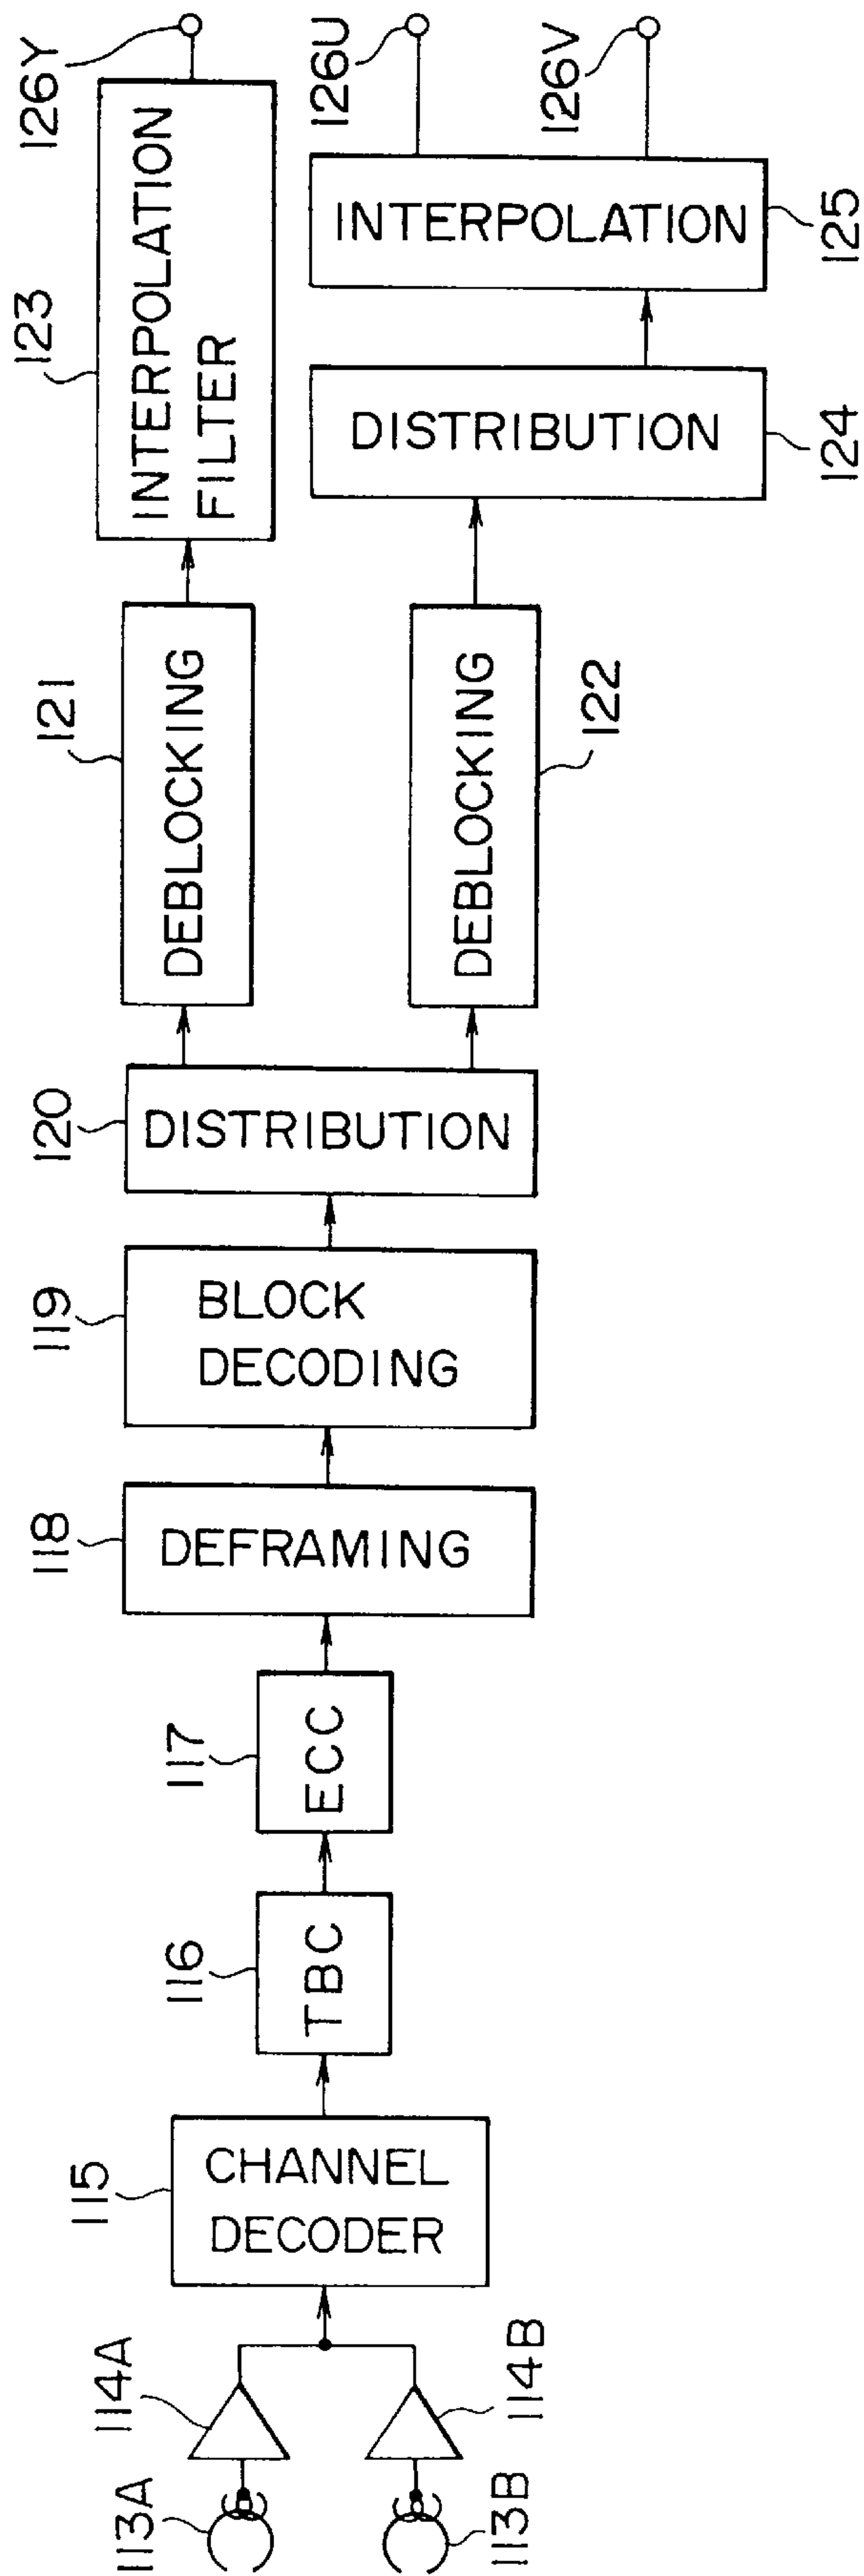 113A
113B
114A
114B
115
CHANNEL
DECODER
116
TBC
117
ECC
118
DEFRAMING
119
BLOCK
DECODING
120
DISTRIBUTION
121
DEBLOCKING
DEBLOCKING
122
123
INTERPOLATION
FILTER
DISTRIBUTION
124
INTERPOLATION
125
126Y
126U
126V